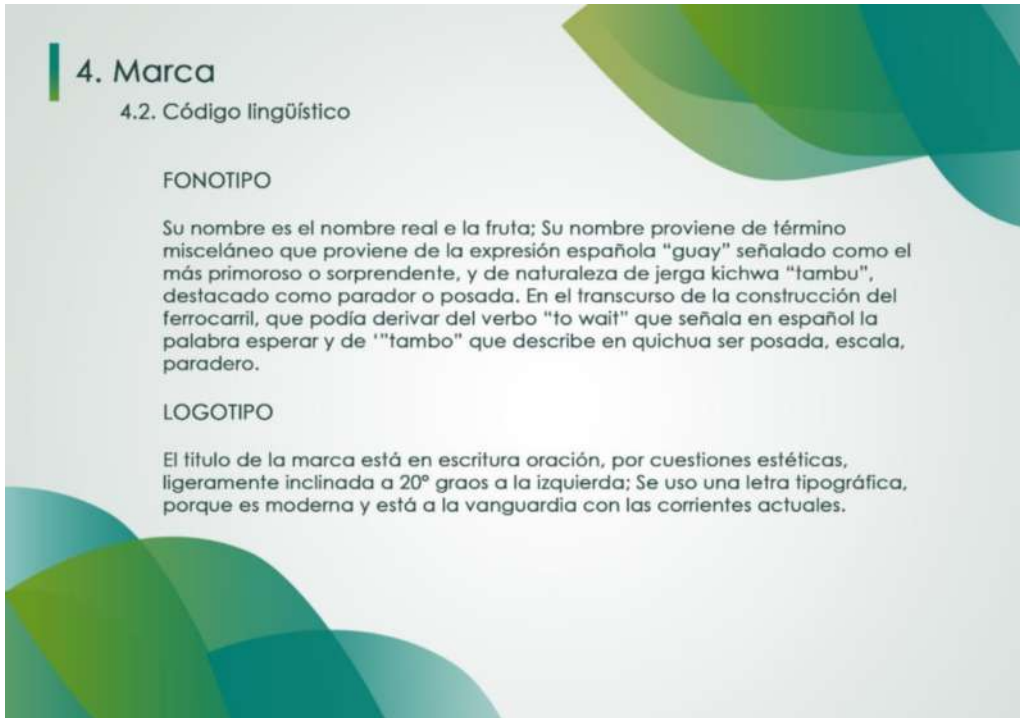 4. Marca
4.2. Código lingüístico
FONOTIPO
Su nombre es el nombre real e la fruta; Su nombre proviene de término
misceláneo que proviene de la expresión española “guay” señalado como el
más primoroso o sorprendente, y de naturaleza de jerga kichwa “tambu”,
destacado como parador o posada. En el transcurso de la construcción del
ferrocarril, que podía derivar del verbo “to wait” que señala en español la
palabra esperar y de ‘"tambo” que describe en quichua ser posada, escala,
paradero.
LOGOTIPO
El titulo de la marca está en escritura oración, por cuestiones estéticas,
ligeramente inclinada a 20° graos a la izquierda; Se uso una letra tipográfica,
porque es moderna y está a la vanguardia con las corrientes actuales.